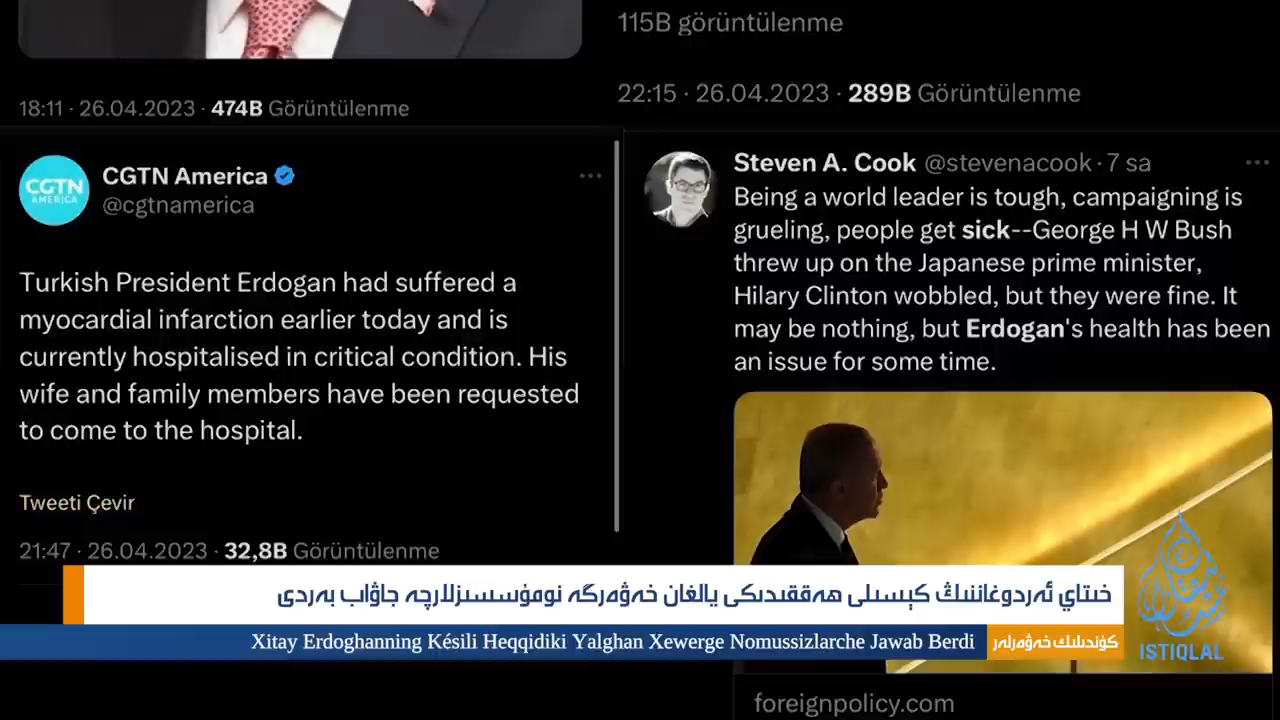 18:11 · 26.04.2023 · 474B Görüntülenme
115B görüntülenme
22:15 · 26.04.2023 · 289B Görüntülenme
CGTN
AMERICA
CGTN America
@cgtnamerica
Turkish President Erdogan had suffered a
myocardial infarction earlier today and is
currently hospitalised in critical condition. His
wife and family members have been requested
to come to the hospital.
Tweeti Çevir
21:47 · 26.04.2023 · 32,8B Görüntülenme
Steven A. Cook @stevenacook · 7 sa
Being a world leader is tough, campaigning is
grueling, people get sick--George H W Bush
threw up on the Japanese prime minister,
Hilary Clinton wobbled, but they were fine. It
may be nothing, but Erdogan's health has been
an issue for some time.
foreignpolicy.com
خىتاي ئەردوغاننىڭ كېسىلى ھەققىدىكى يالغان خەۋەرگە نومۇسسىزلارچە جاۋاب بەردى
Xitay Erdoghanning Késili Heqqidiki Yalghan Xewerge Nomussizlarche Jawab Berdi
كۈندىلىك خەۋەرلەر
ISTIQLAL